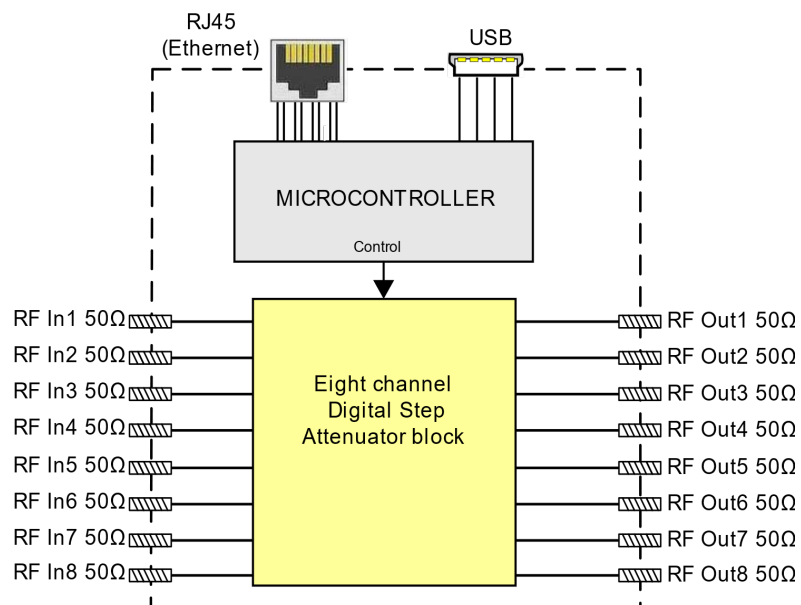 RJ45
(Ethernet)
USB
MICROCONTROLLER
Control
RF In1 50Ω
RF In2 50Ω
RF In3 50Ω
RF In4 50Ω
RF In5 50Ω
RF In6 50Ω
RF In7 50Ω
RF In8 50Ω
Eight channel
Digital Step
Attenuator block
RF Out1 50Ω
RF Out2 50Ω
RF Out3 50Ω
RF Out4 50Ω
RF Out5 50Ω
RF Out6 50Ω
RF Out7 50Ω
RF Out8 50Ω